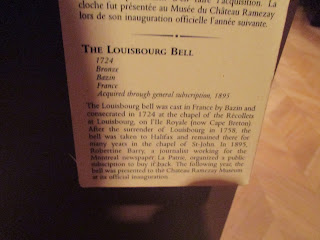 faire l'acquisition. La
cloche fut présentée au Musée du Château Ramezay
lors de son inauguration officielle l'année suivante.
THE LOUISBOURG BELL
1724
Bronze
Bazin
France
Acquired through general subscription, 1895
The Louisbourg bell was cast in France by Bazin and
consecrated in 1724 at the chapel of the Récollets
at Louisbourg, on l'Ile Royale (now Cape Breton)
After the surrender of Louisbourg in 1758, the
bell was taken to Halifax and remained there for
many years in the chapel of St-John. In 1895,
Robertine Barry, a journalist working for the
Montreal newspaper La Patrie, organized a public
subscription to buy it back. The following year, the
bell was presented to the Château Ramezay Museum
at its official inauguration.